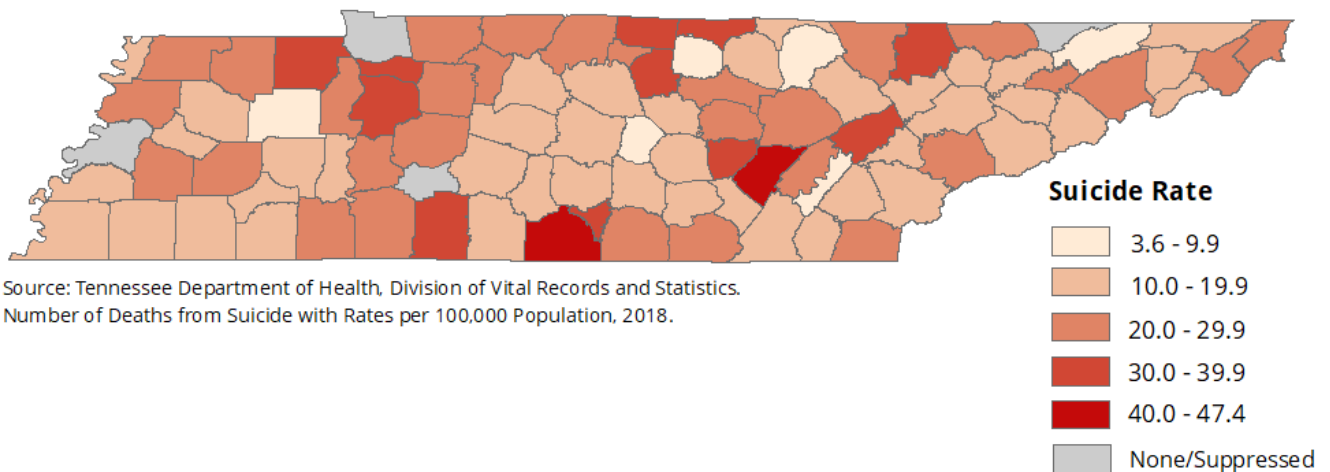 Suicide Rate
3.6 - 9.9
10.0 - 19.9
20.0 - 29.9
30.0 - 39.9
40.0 - 47.4
None/Suppressed
Source: Tennessee Department of Health, Division of Vital Records and Statistics.
Number of Deaths from Suicide with Rates per 100,000 Population, 2018.